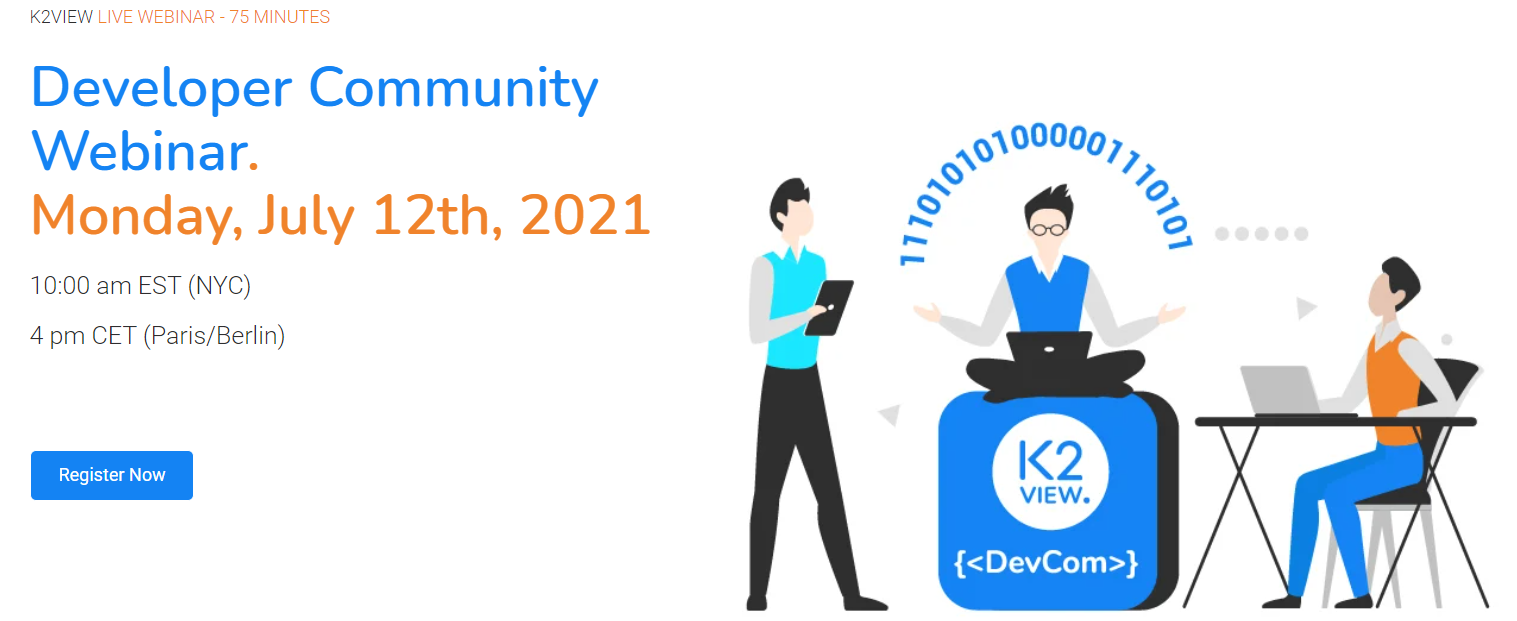 K2VIEW LIVE WEBINAR - 75 MINUTES
Developer Community
Webinar.
Monday, July 12th, 2021
10:00 am EST (NYC)
4 pm CET (Paris/Berlin)
Register Now
1110101010000011110101
K2
VIEW.
{<DevCom>}